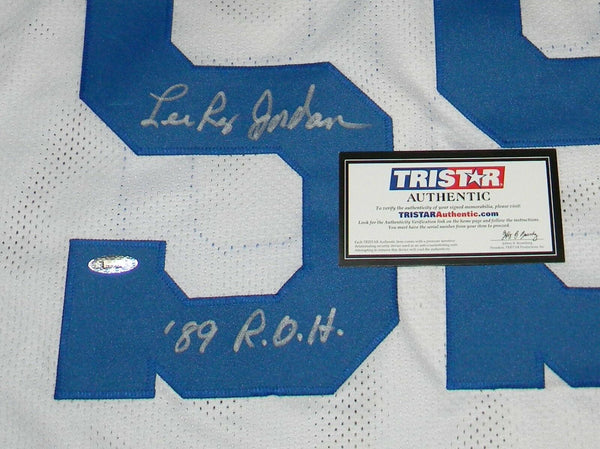 Lee Roy Jordan
TRISTAR
AUTHENTIC
To verify the authenticity of your signed memorabilia, please visit:
TRISTARAuthentic.com
Look for the Authenticity Verification link on the home page and follow the instructions.
You must have the serial number from your item to proceed.
'89 R.O.H.